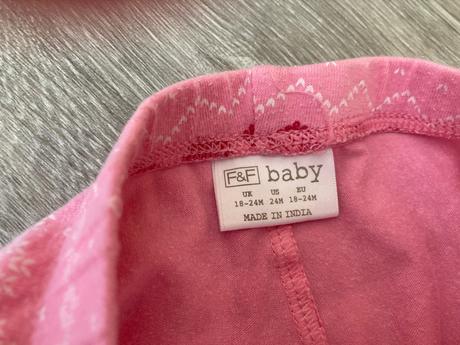 F&F baby
UK US EU
18-24M 24M 18-24M
MADE IN INDIA